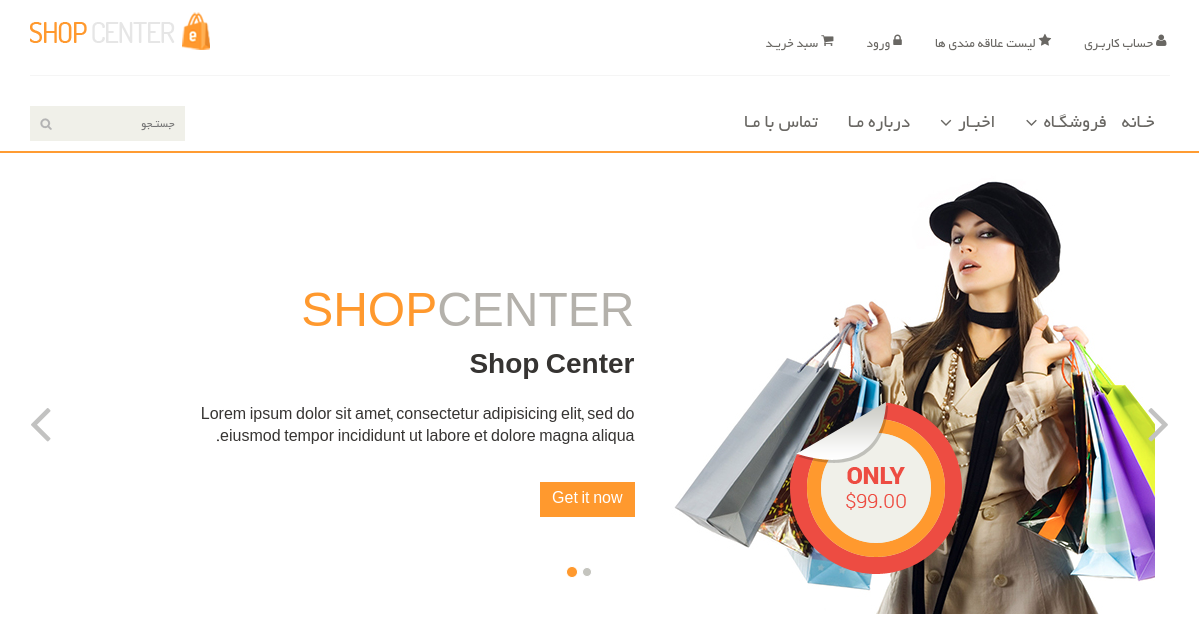 SHOP CENTER e
حساب کاربری
لیست علاقه مندی ها
ورود
سبد خرید
خانه
فروشگاه
اخبار
درباره ما
تماس با ما
جستجو
SHOPCENTER
Shop Center
Lorem ipsum dolor sit amet, consectetur adipisicing elit, sed do
.eiusmod tempor incididunt ut labore et dolore magna aliqua
Get it now
ONLY
$99.00